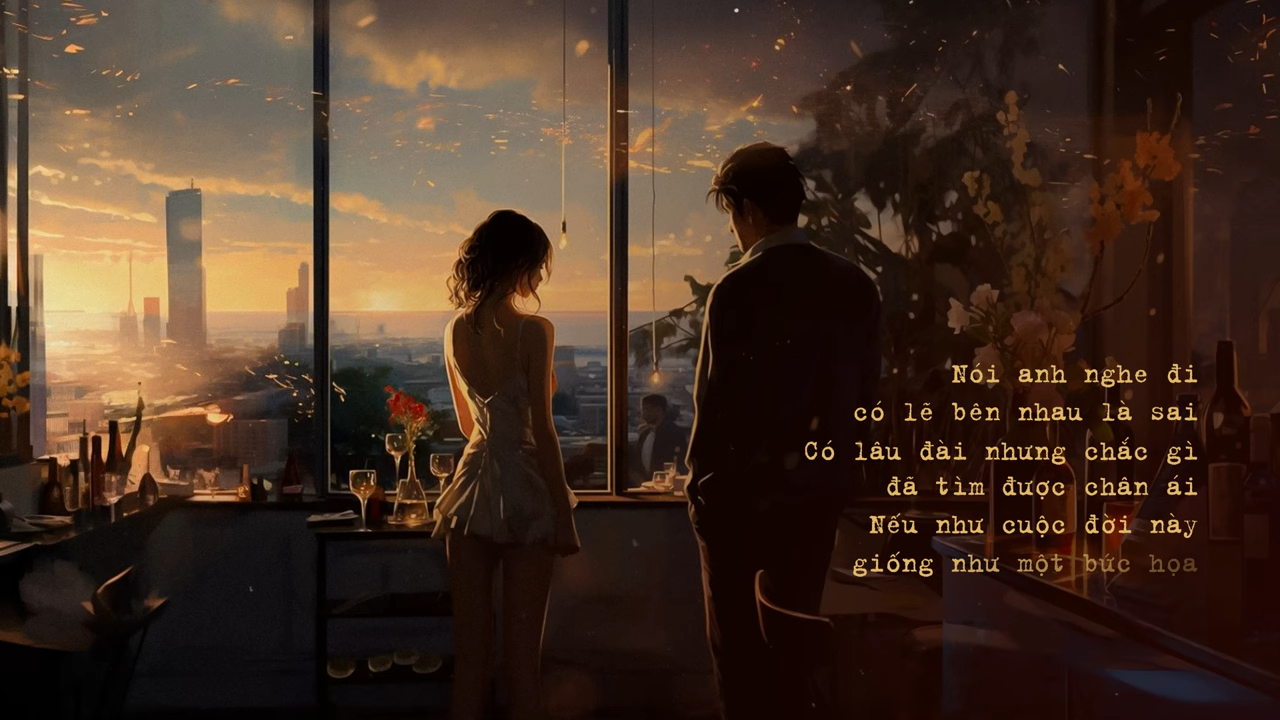 Nói anh nghe đi
có lẽ bên nhau là sai
Có lâu đài nhưng chắc gì
đã tìm được chân ái
Nếu như cuộc đời này
giống như một bức họa